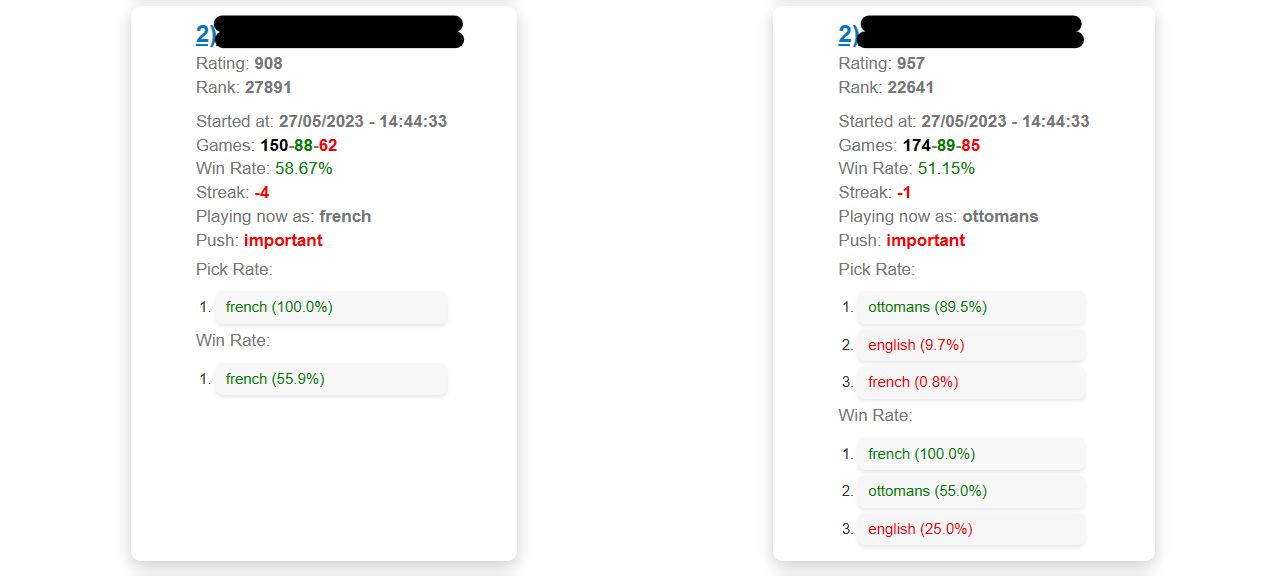 2)
Rating: 908
Rank: 27891
Started at: 27/05/2023 - 14:44:33
Games: 150-88-62
Win Rate: 58.67%
Streak: -4
Playing now as: french
Push: important
Pick Rate:
1. french (100.0%)
Win Rate:
1. french (55.9%)
2)
Rating: 957
Rank: 22641
Started at: 27/05/2023 - 14:44:33
Games: 174-89-85
Win Rate: 51.15%
Streak: -1
Playing now as: ottomans
Push: important
Pick Rate:
1. ottomans (89.5%)
2. english (9.7%)
3. french (0.8%)
Win Rate:
1. french (100.0%)
2. ottomans (55.0%)
3. english (25.0%)